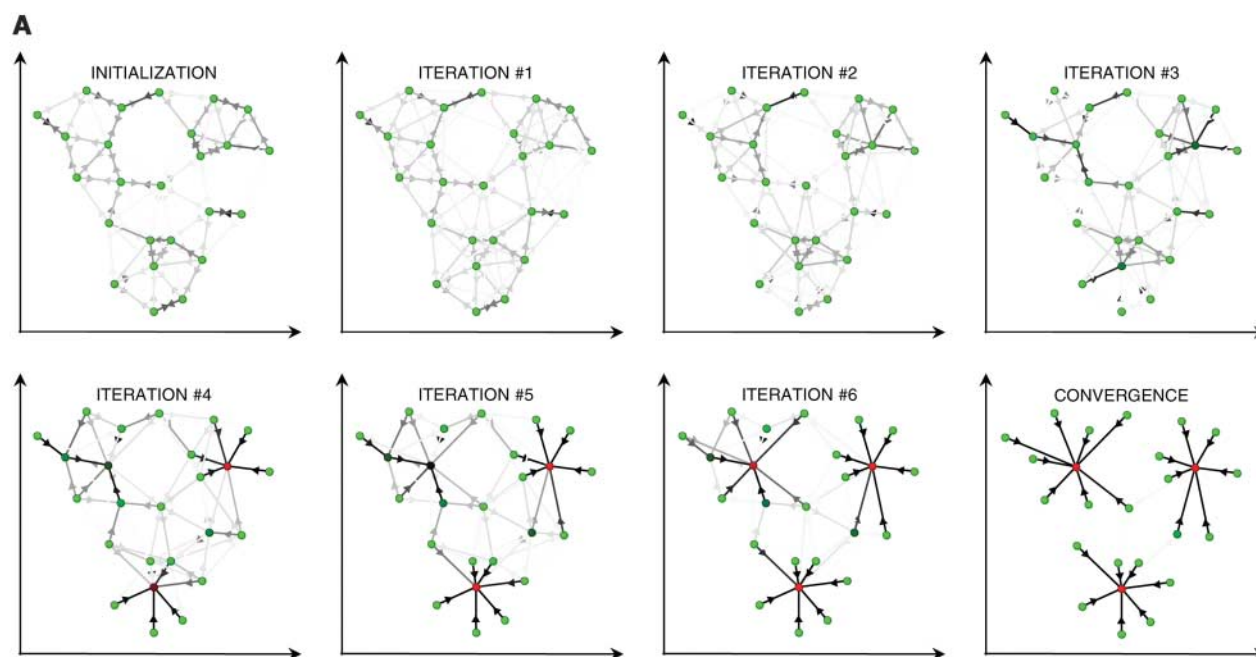 A
INITIALIZATION
ITERATION #1
ITERATION #2
ITERATION #3
ITERATION #4
ITERATION #5
ITERATION #6
CONVERGENCE